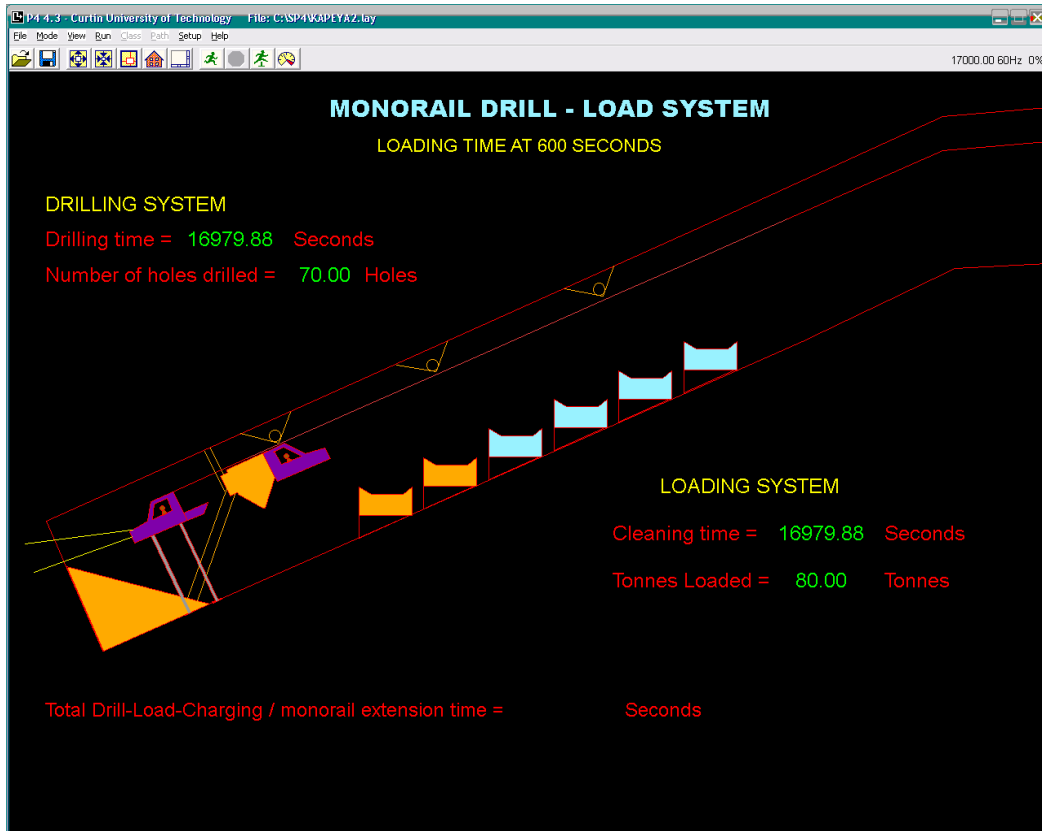 P4 4.3 - Curtin University of Technology File: C:\SP4\KAPEYA2.lay
File Mode View Run Class Path Setup Help
17000.00 60Hz 0%
MONORAIL DRILL - LOAD SYSTEM
LOADING TIME AT 600 SECONDS
DRILLING SYSTEM
Drilling time = 16979.88 Seconds
Number of holes drilled = 70.00 Holes
LOADING SYSTEM
Cleaning time = 16979.88 Seconds
Tonnes Loaded = 80.00 Tonnes
Total Drill-Load-Charging / monorail extension time = Seconds